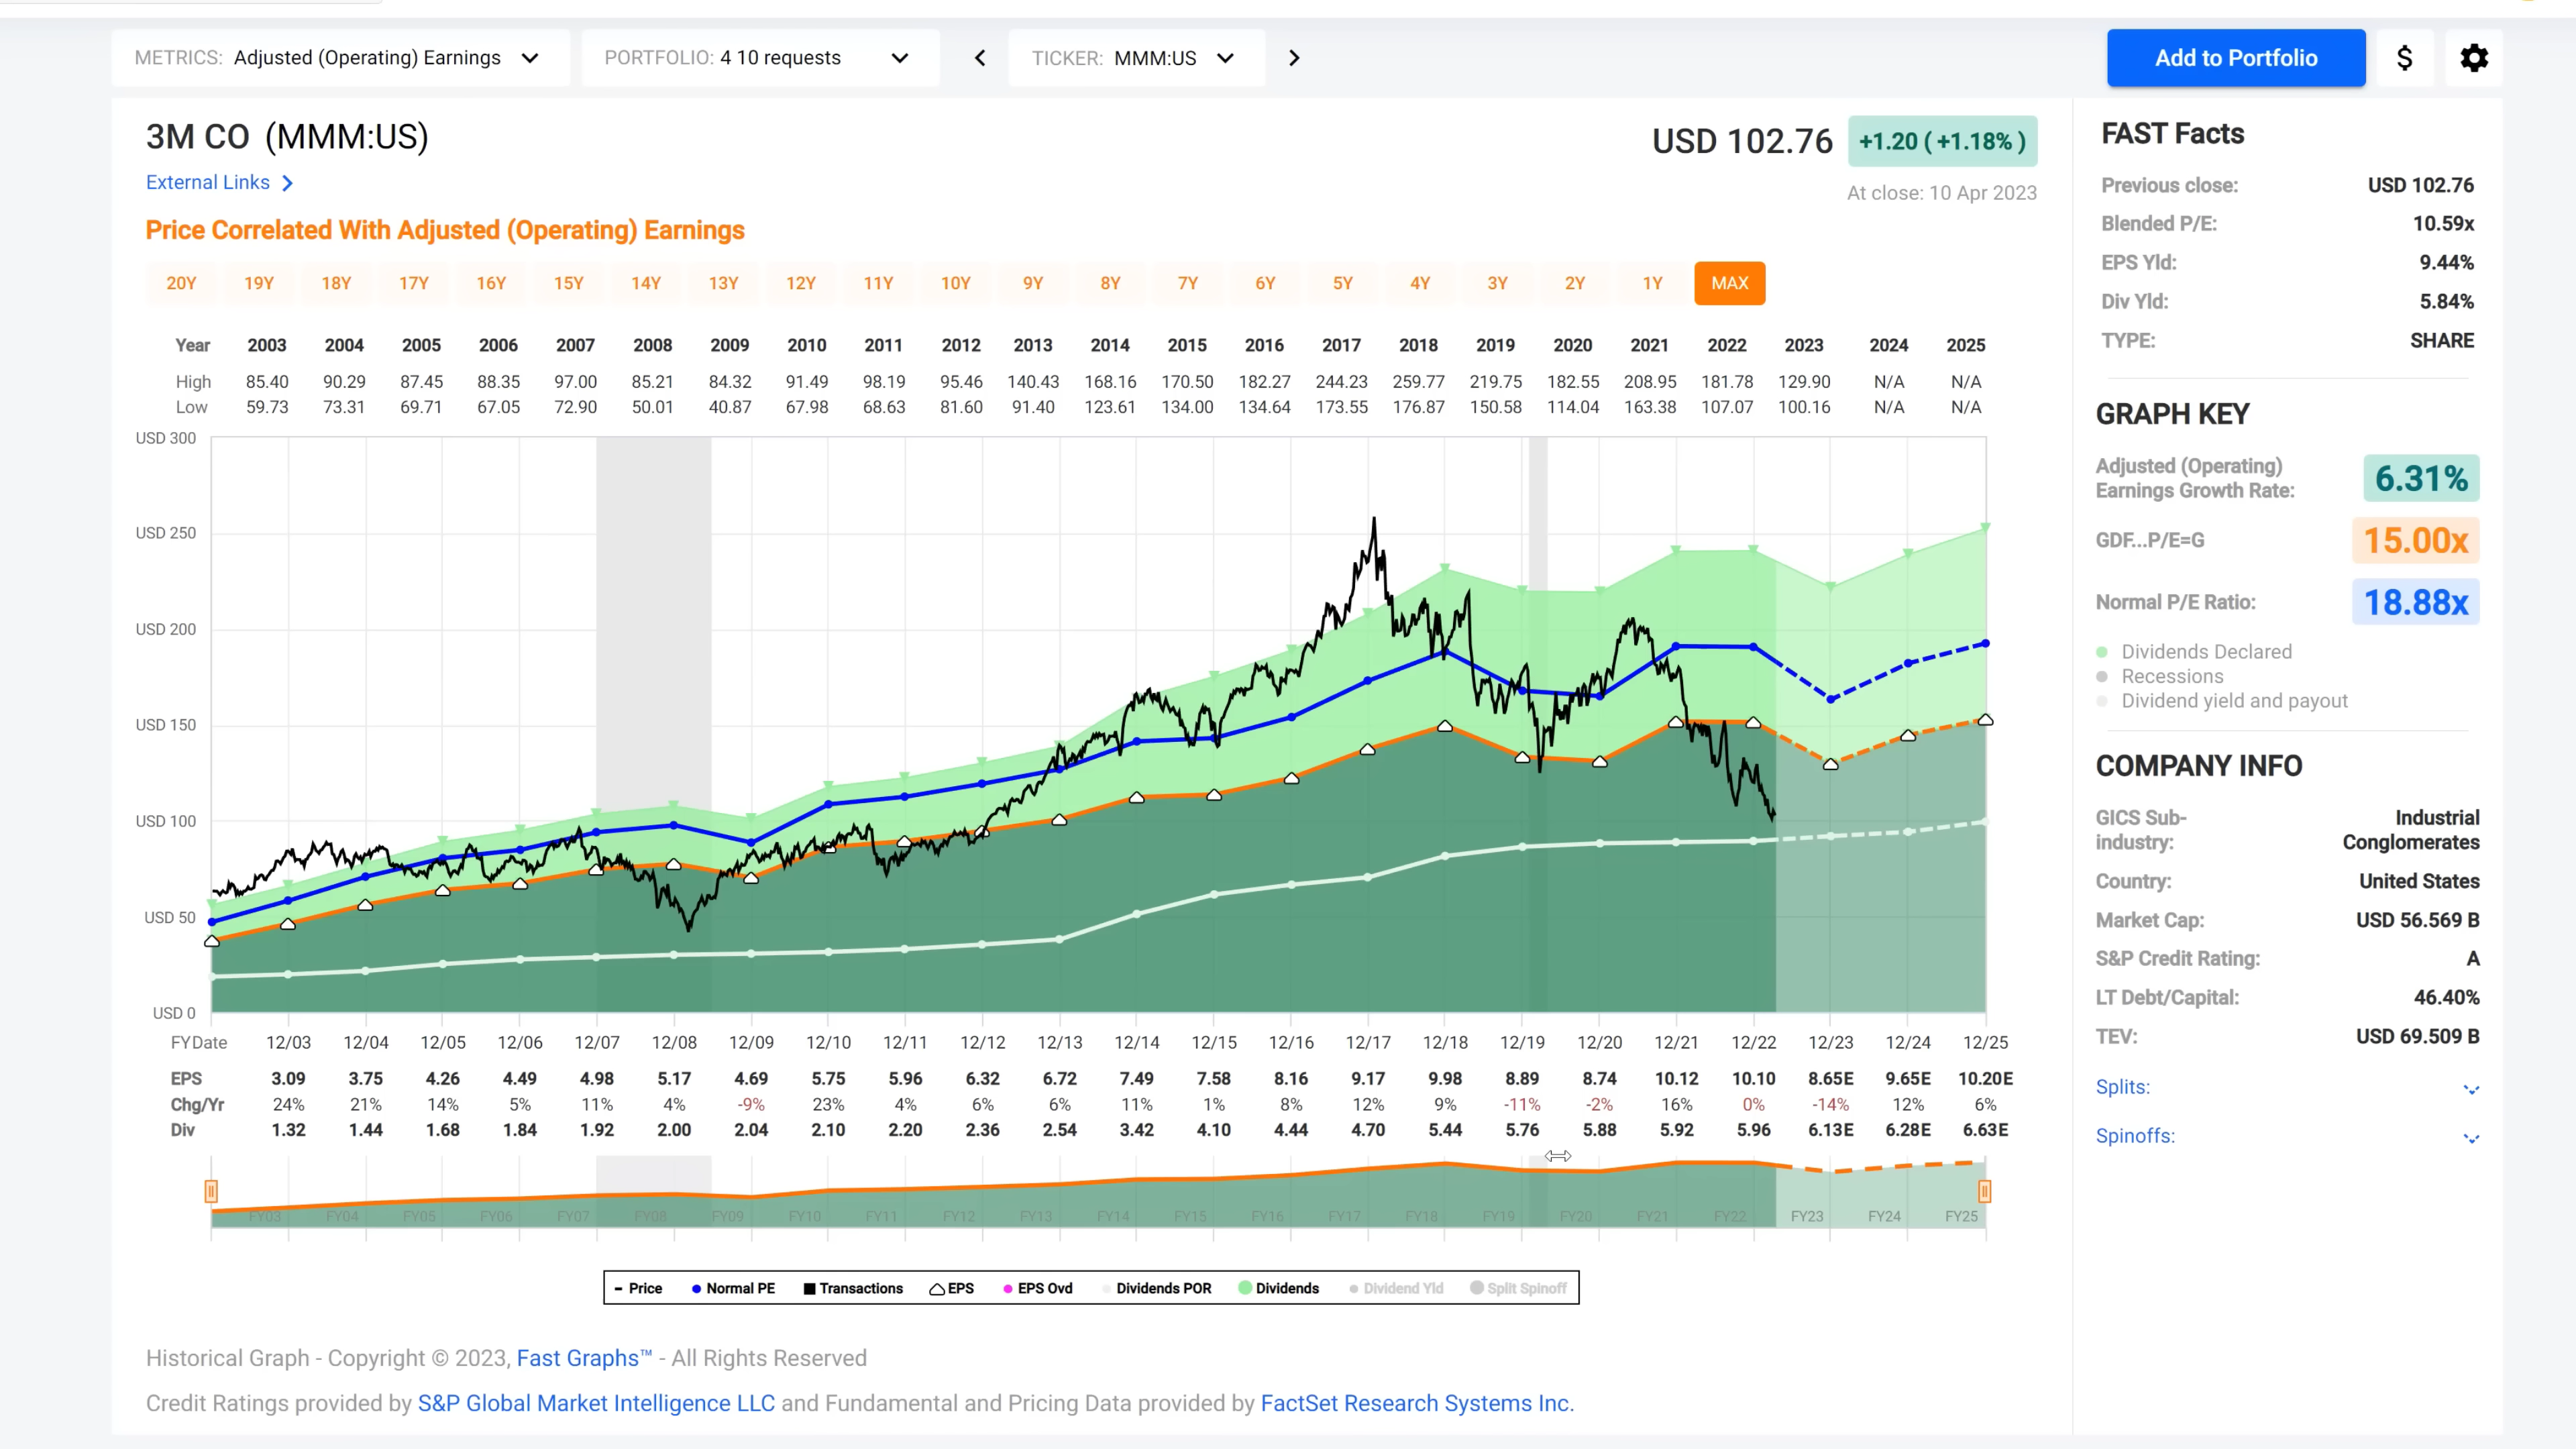 METRICS: Adjusted (Operating) Earnings PORTFOLIO: 4 10 requests TICKER: MMM:US Add to Portfolio $
3M CO (MMM:US)
USD 102.76 +1.20 ( +1.18% )
External Links
At close: 10 Apr 2023
Price Correlated With Adjusted (Operating) Earnings
20Y 19Y 18Y 17Y 16Y 15Y 14Y 13Y 12Y 11Y 10Y 9Y 8Y 7Y 6Y 5Y 4Y 3Y 2Y 1Y MAX
Year 2003 2004 2005 2006 2007 2008 2009 2010 2011 2012 2013 2014 2015 2016 2017 2018 2019 2020 2021 2022 2023 2024 2025
High 85.40 90.29 87.45 88.35 97.00 85.21 84.32 91.49 98.19 95.46 140.43 168.16 170.50 182.27 244.23 259.77 219.75 182.55 208.95 181.78 129.90 N/A N/A
Low 59.73 73.31 69.71 67.05 72.90 50.01 40.87 67.98 68.63 81.60 91.40 123.61 134.00 134.64 173.55 176.87 150.58 114.04 163.38 107.07 100.16 N/A N/A
USD 300
USD 250
USD 200
USD 150
USD 100
USD 50
USD 0
FYDate 12/03 12/04 12/05 12/06 12/07 12/08 12/09 12/10 12/11 12/12 12/13 12/14 12/15 12/16 12/17 12/18 12/19 12/20 12/21 12/22 12/23 12/24 12/25
EPS 3.09 3.75 4.26 4.49 4.98 5.17 4.69 5.75 5.96 6.32 6.72 7.49 7.58 8.16 9.17 9.98 8.89 8.74 10.12 10.10 8.65E 9.65E 10.20E
Chg/Yr 24% 21% 14% 5% 11% 4% -9% 23% 4% 6% 6% 11% 1% 8% 12% 9% -11% -2% 16% 0% -14% 12% 6%
Div 1.32 1.44 1.68 1.84 1.92 2.00 2.04 2.10 2.20 2.36 2.54 3.42 4.10 4.44 4.70 5.44 5.76 5.88 5.92 5.96 6.13E 6.28E 6.63E
FY03 FY04 FY05 FY06 FY07 FY08 FY09 FY10 FY11 FY12 FY13 FY14 FY15 FY16 FY17 FY18 FY19 FY20 FY21 FY22 FY23 FY24 FY25
Price Normal PE Transactions EPS EPS Ovd Dividends POR Dividends Dividend Yld Split Spinoff
Historical Graph - Copyright © 2023, Fast Graphs™ - All Rights Reserved
Credit Ratings provided by S&P Global Market Intelligence LLC and Fundamental and Pricing Data provided by FactSet Research Systems Inc.
FAST Facts
Previous close: USD 102.76
Blended P/E: 10.59x
EPS Yld: 9.44%
Div Yld: 5.84%
TYPE: SHARE
GRAPH KEY
Adjusted (Operating)
Earnings Growth Rate: 6.31%
GDF...P/E=G 15.00x
Normal P/E Ratio: 18.88x
Dividends Declared
Recessions
Dividend yield and payout
COMPANY INFO
GICS Sub- Industrial
industry: Conglomerates
Country: United States
Market Cap: USD 56.569 B
S&P Credit Rating: A
LT Debt/Capital: 46.40%
TEV: USD 69.509 B
Splits:
Spinoffs: